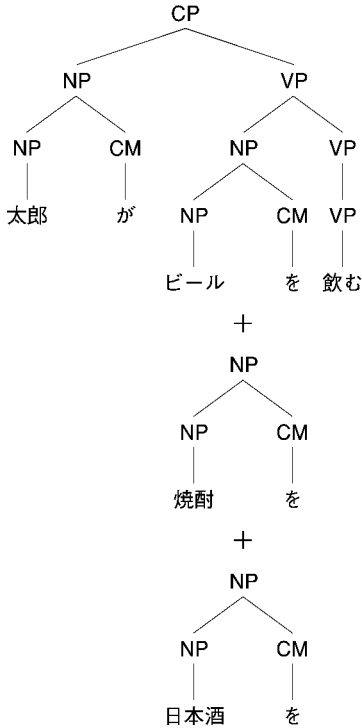 CP
NP VP
NP CM NP VP
太郎 が NP CM VP
ビール を 飲む
+
NP
NP CM
焼酎 を
+
NP
NP CM
日本酒 を